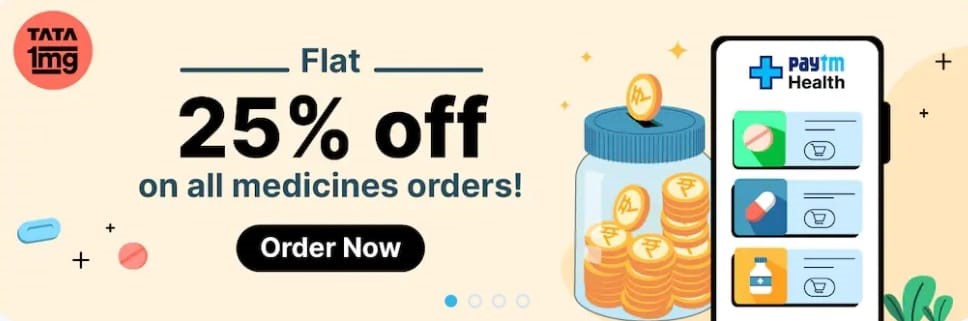 TATA
1mg
Flat
25% off
on all medicines orders!
Order Now
paytm
Health